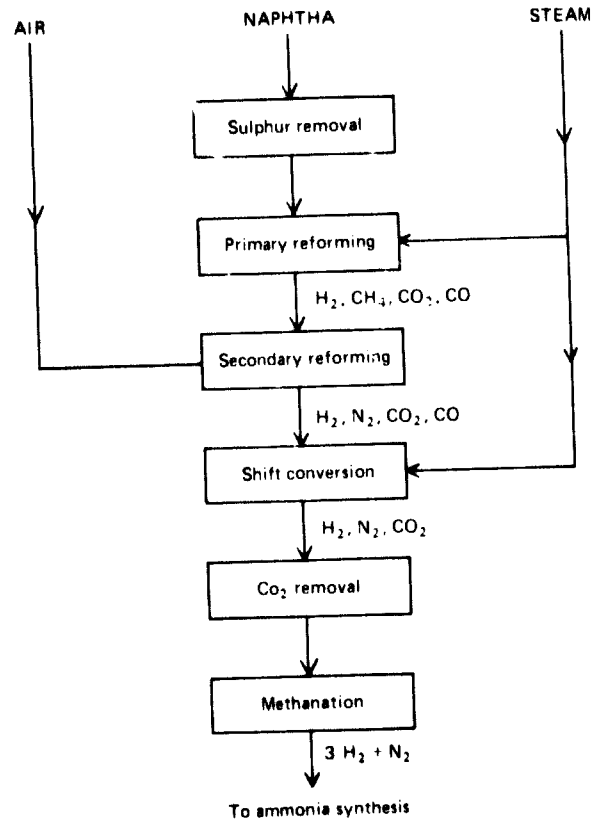 AIR
NAPHTHA
STEAM
Sulphur removal
Primary reforming
H₂, CH₄, CO₂, CO
Secondary reforming
H₂, N₂, CO₂, CO
Shift conversion
H₂, N₂, CO₂
Co₂ removal
Methanation
3 H₂ + N₂
To ammonia synthesis